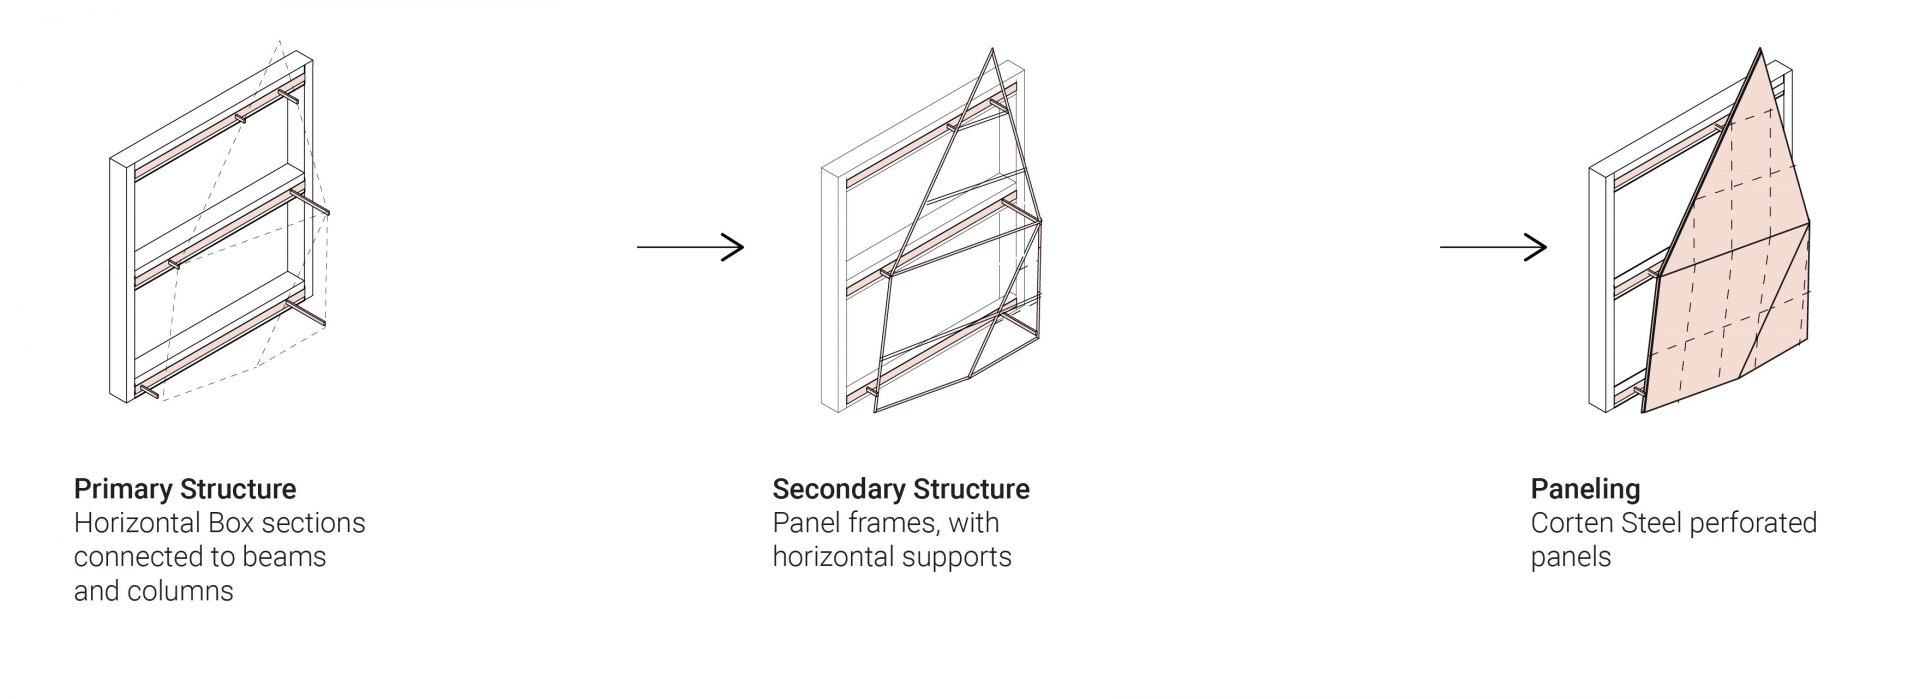 Primary Structure
Horizontal Box sections
connected to beams
and columns
Secondary Structure
Panel frames, with
horizontal supports
Paneling
Corten Steel perforated
panels